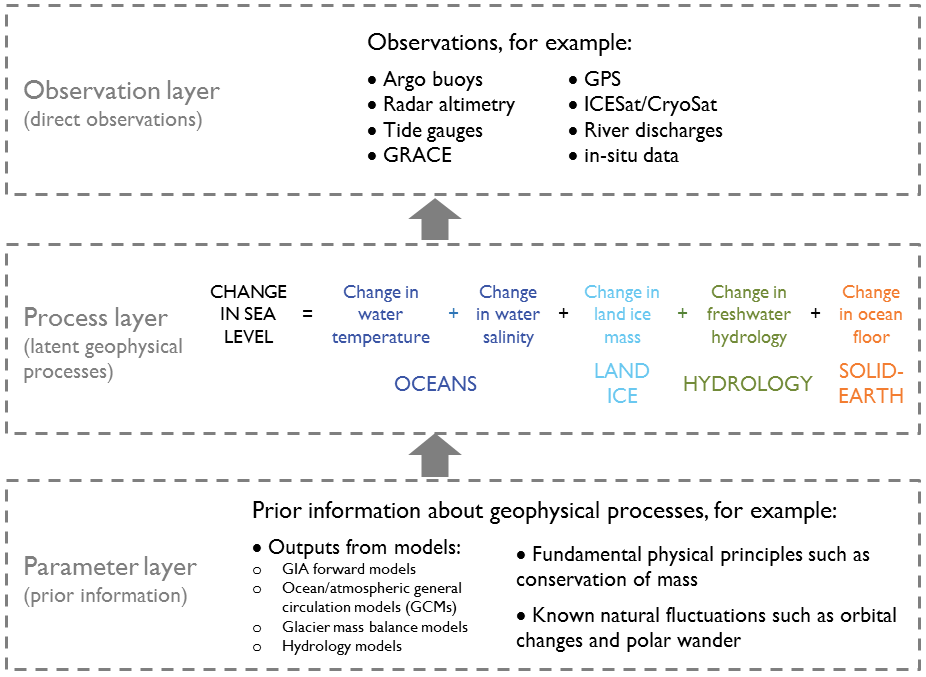 Observation layer
(direct observations)
Observations, for example:
• Argo buoys
• Radar altimetry
• Tide gauges
• GRACE
• GPS
• ICESat/CryoSat
• River discharges
• in-situ data
Process layer
(latent geophysical
processes)
CHANGE
IN SEA
LEVEL
=
Change in
water
temperature
+
Change
in water
salinity
+
Change in
land ice
mass
+
Change in
freshwater
hydrology
+
Change
in ocean
floor
OCEANS
LAND
ICE
HYDROLOGY
SOLID-
EARTH
Parameter layer
(prior information)
Prior information about geophysical processes, for example:
• Outputs from models:
o GIA forward models
o Ocean/atmospheric general
circulation models (GCMs)
o Glacier mass balance models
o Hydrology models
• Fundamental physical principles such as
conservation of mass
• Known natural fluctuations such as orbital
changes and polar wander